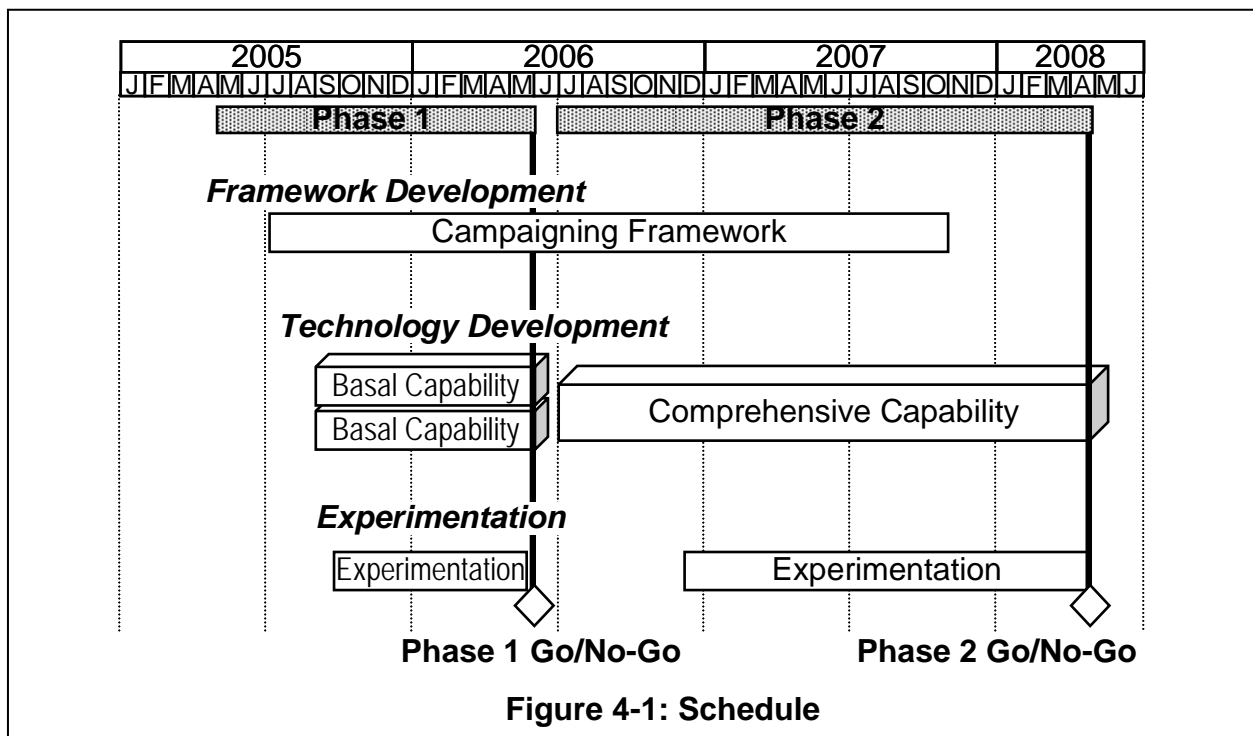 2005 2006 2007 2008
J F M A M J J A S O N D J F M A M J J A S O N D J F M A M J J A S O N D J F M A M J
Phase 1 Phase 2
Framework Development
Campaigning Framework
Technology Development
Basal Capability
Basal Capability
Comprehensive Capability
Experimentation
Experimentation Experimentation
Phase 1 Go/No-Go Phase 2 Go/No-Go
Figure 4-1: Schedule